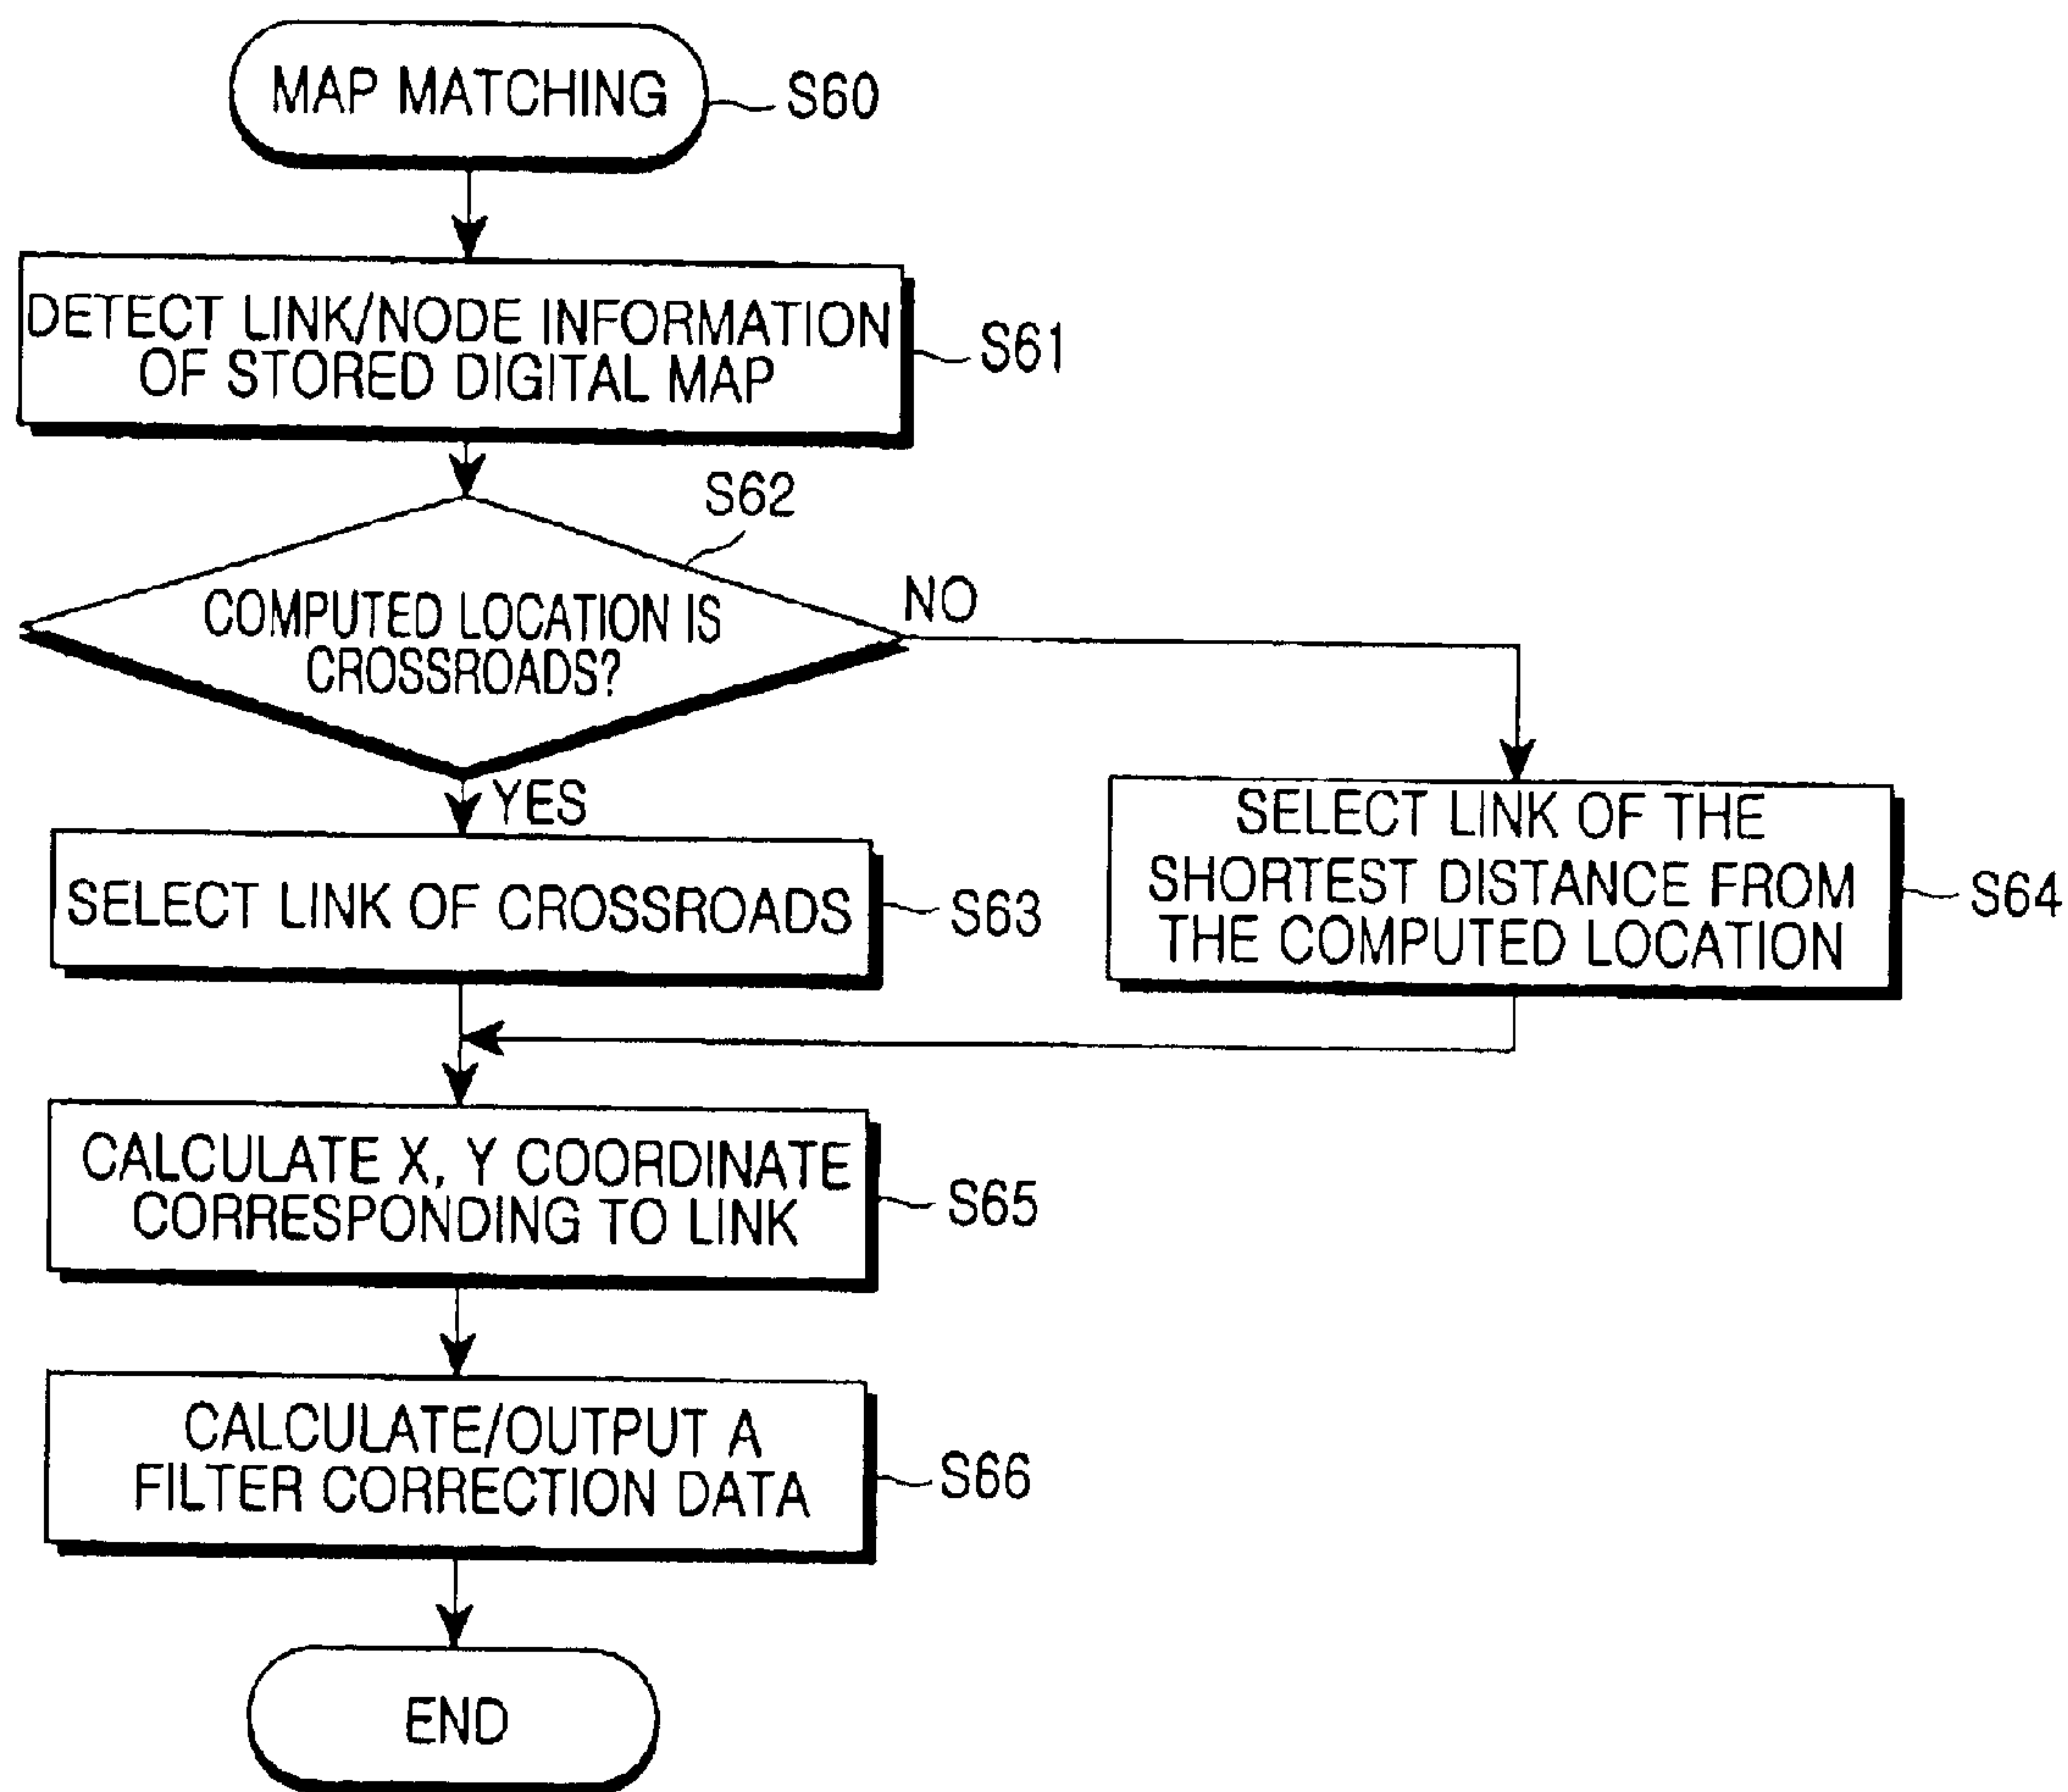 MAP MATCHING
S60
DETECT LINK/NODE INFORMATION
OF STORED DIGITAL MAP
S61
S62
COMPUTED LOCATION IS
CROSSROADS?
NO
YES
SELECT LINK OF CROSSROADS
S63
SELECT LINK OF THE
SHORTEST DISTANCE FROM
THE COMPUTED LOCATION
S64
CALCULATE X, Y COORDINATE
CORRESPONDING TO LINK
S65
CALCULATE/OUTPUT A
FILTER CORRECTION DATA
S66
END